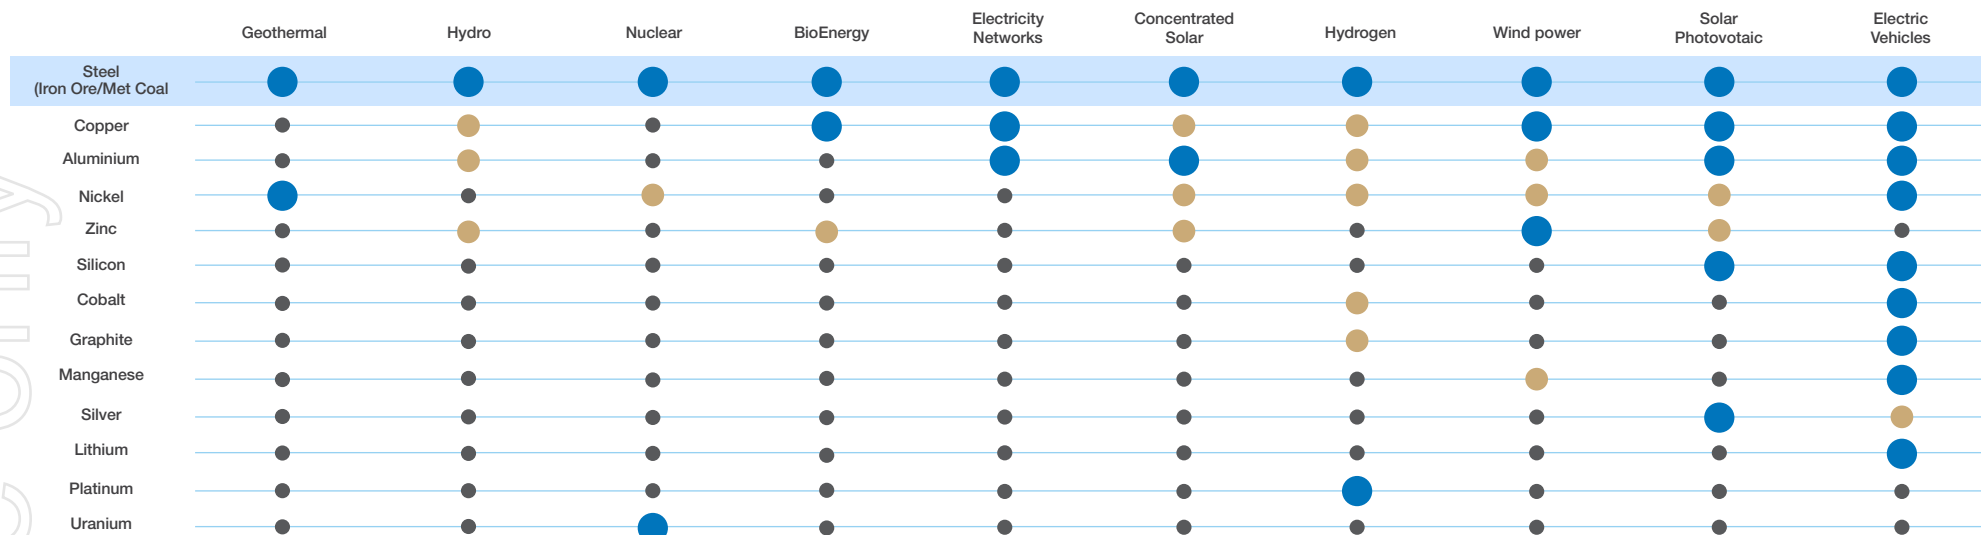 Geothermal
Hydro
Nuclear
BioEnergy
Electricity
Networks
Concentrated
Solar
Hydrogen
Wind power
Solar
Photovotaic
Electric
Vehicles
Steel
(Iron Ore/Met Coal
Copper
Aluminium
Nickel
Zinc
Silicon
Cobalt
Graphite
Manganese
Silver
Lithium
Platinum
Uranium